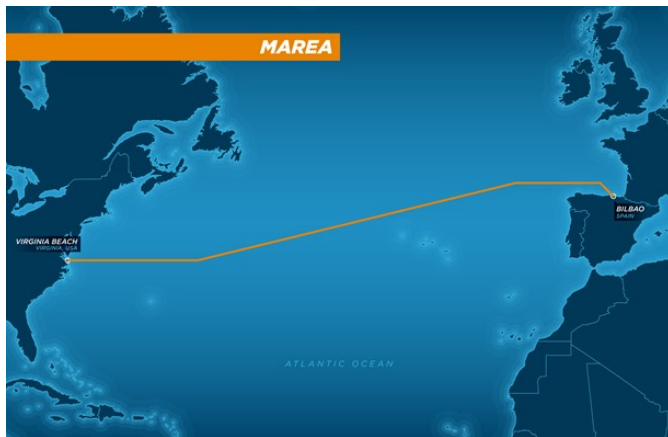 MAREA
VIRGINIA BEACH
VIRGINIA, USA
BILBAO
SPAIN
ATLANTIC OCEAN